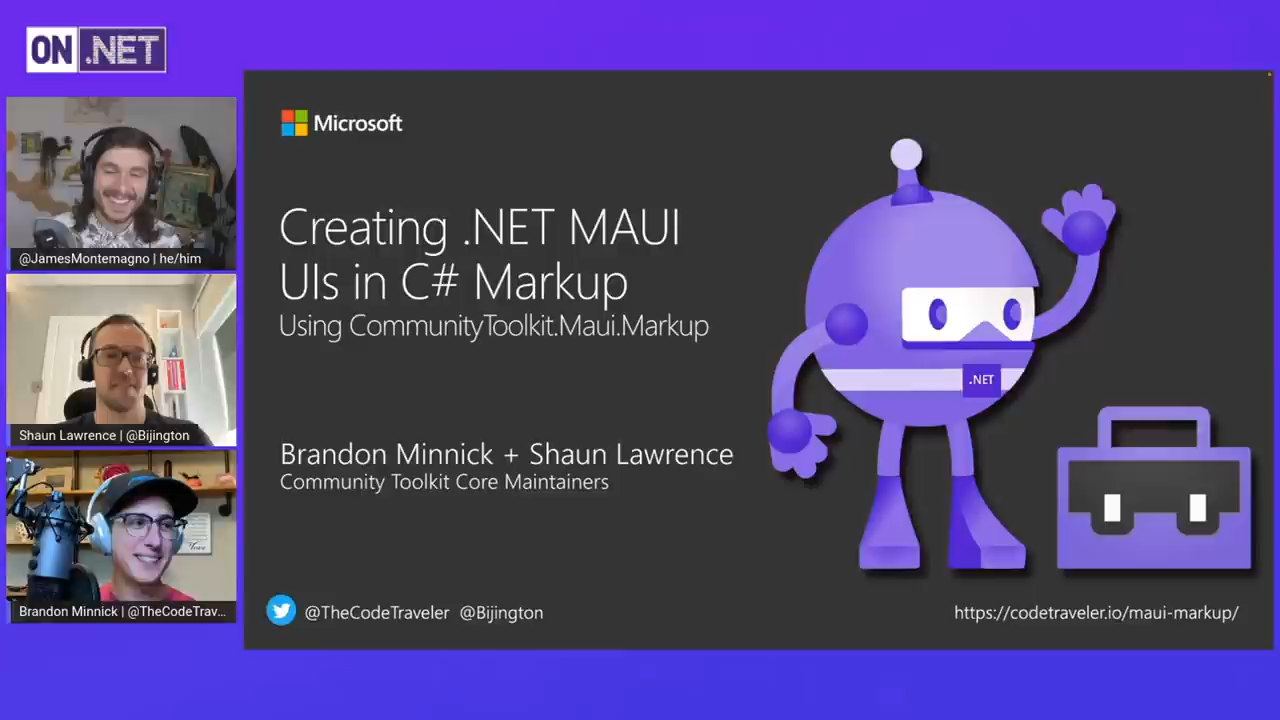 ON .NET
@JamesMontemagno | he/him
Shaun Lawrence | @Bijington
Brandon Minnick | @TheCodeTrav...
Microsoft
Creating .NET MAUI
UIs in C# Markup
Using CommunityToolkit.Maui.Markup
.NET
Brandon Minnick + Shaun Lawrence
Community Toolkit Core Maintainers
@TheCodeTraveler @Bijington
https://codetraveler.io/maui-markup/